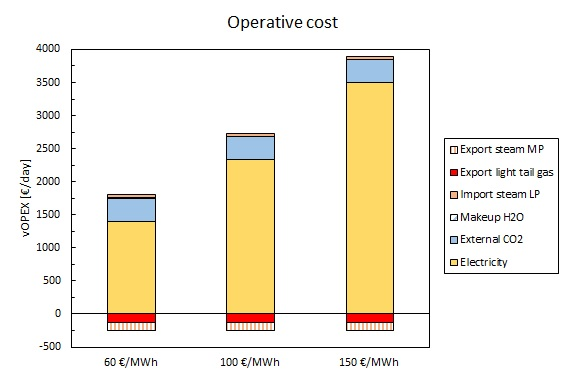 Operative cost
4000
3500
3000
2500
2000
1500
1000
500
0
-500
vOPEX [€/day]
60 €/MWh
100 €/MWh
150 €/MWh
Export steam MP
Export light tail gas
Import steam LP
Makeup H2O
External CO2
Electricity